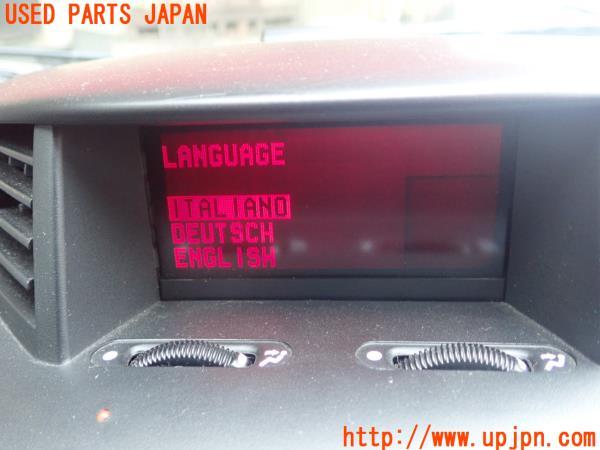 USED PARTS JAPAN
LANGUAGE
ITALIANO
DEUTSCH
ENGLISH
http://www.upjpn.com